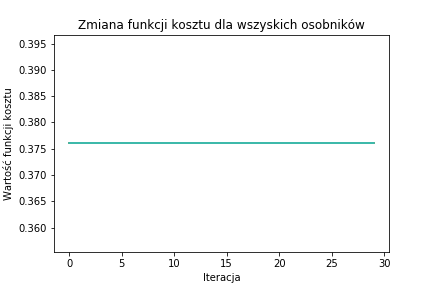 Zmiana funkcji kosztu dla wszyskich osobników
0.395
0.390
0.385
0.380
0.375
0.370
0.365
0.360
Wartość funkcji kosztu
0 5 10 15 20 25 30
Iteracja